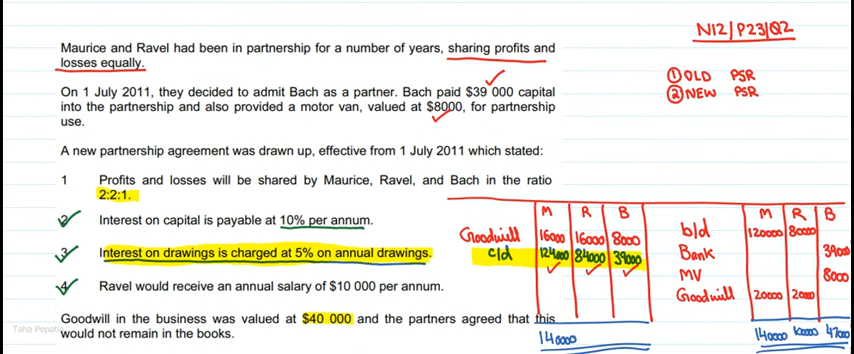 N12/P23/Q2
Maurice and Ravel had been in partnership for a number of years, sharing profits and
losses equally.
① OLD PSR
② NEW PSR
On 1 July 2011, they decided to admit Bach as a partner. Bach paid $39 000 capital
into the partnership and also provided a motor van, valued at $8000, for partnership
use.
A new partnership agreement was drawn up, effective from 1 July 2011 which stated:
1 Profits and losses will be shared by Maurice, Ravel, and Bach in the ratio
2:2:1.
2 Interest on capital is payable at 10% per annum.
3 Interest on drawings is charged at 5% on annual drawings.
4 Ravel would receive an annual salary of $10 000 per annum.
Goodwill in the business was valued at $40 000 and the partners agreed that this
would not remain in the books.
M R B M R B
Goodwill 16000 16000 8000 b/d 120000 80000
c/d 124000 84000 39000 Bank 39000
MV 8000
Goodwill 20000 20000
140000 140000 100000 47000
Taha Popatia